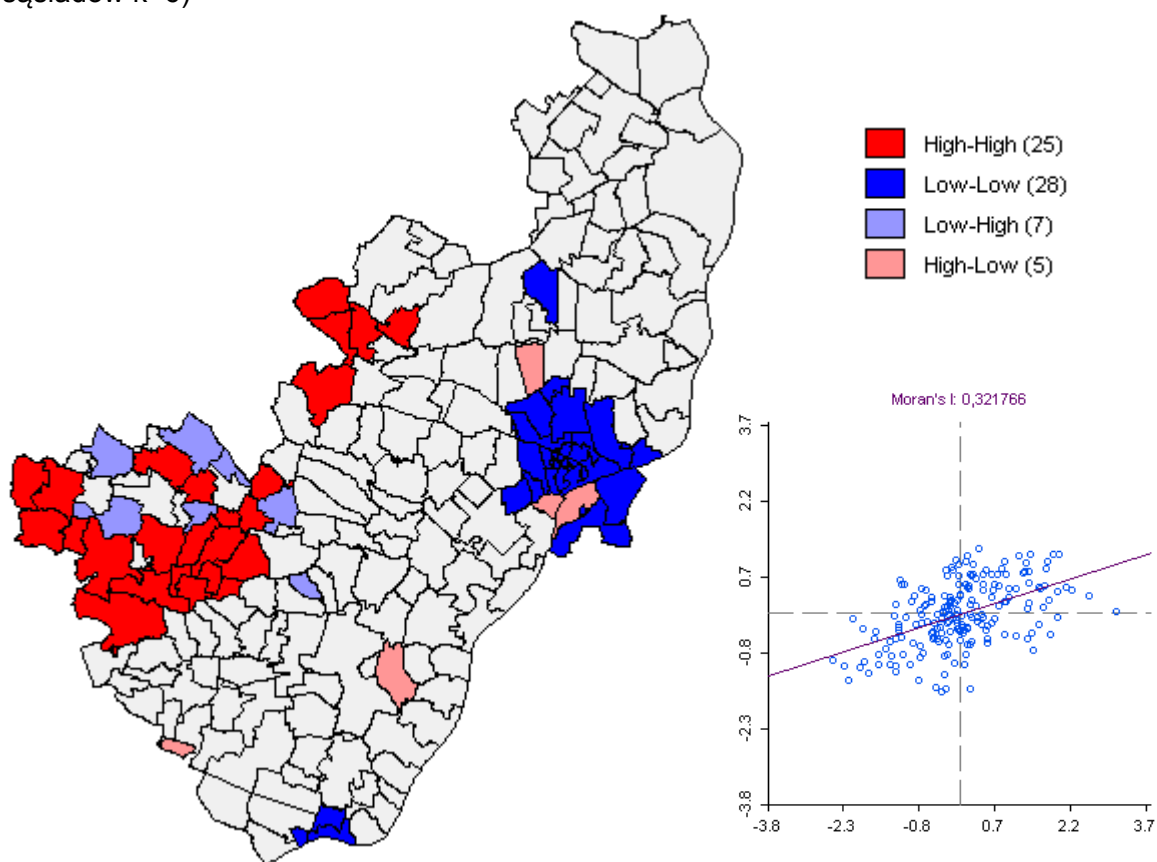 High-High (25)
Low-Low (28)
Low-High (7)
High-Low (5)
Moran's I: 0,321766
3.7
2.2
0.7
-0.8
-2.3
-3.8
-3.8 -2.3 -0.8 0.7 2.2 3.7